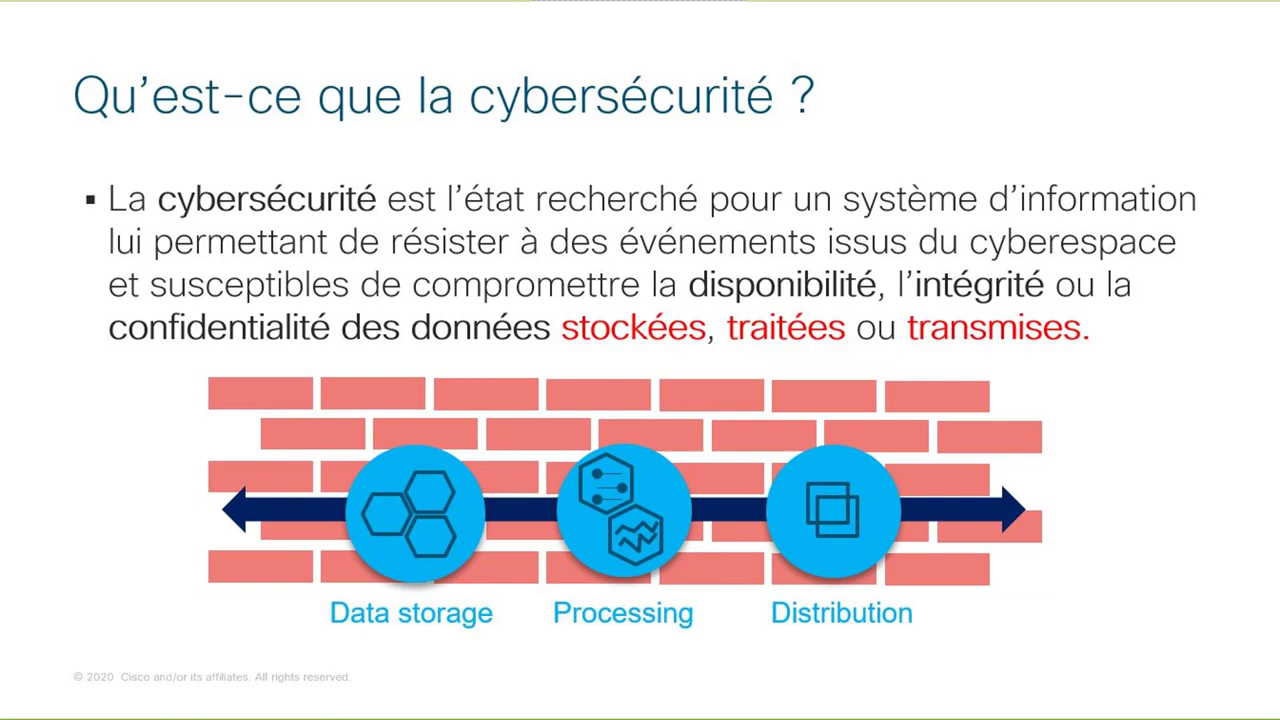 Qu’est-ce que la cybersécurité ?
▪ La cybersécurité est l’état recherché pour un système d’information
lui permettant de résister à des événements issus du cyberespace
et susceptibles de compromettre la disponibilité, l’intégrité ou la
confidentialité des données stockées, traitées ou transmises.
Data storage
Processing
Distribution
© 2020 Cisco and/or its affiliates. All rights reserved.